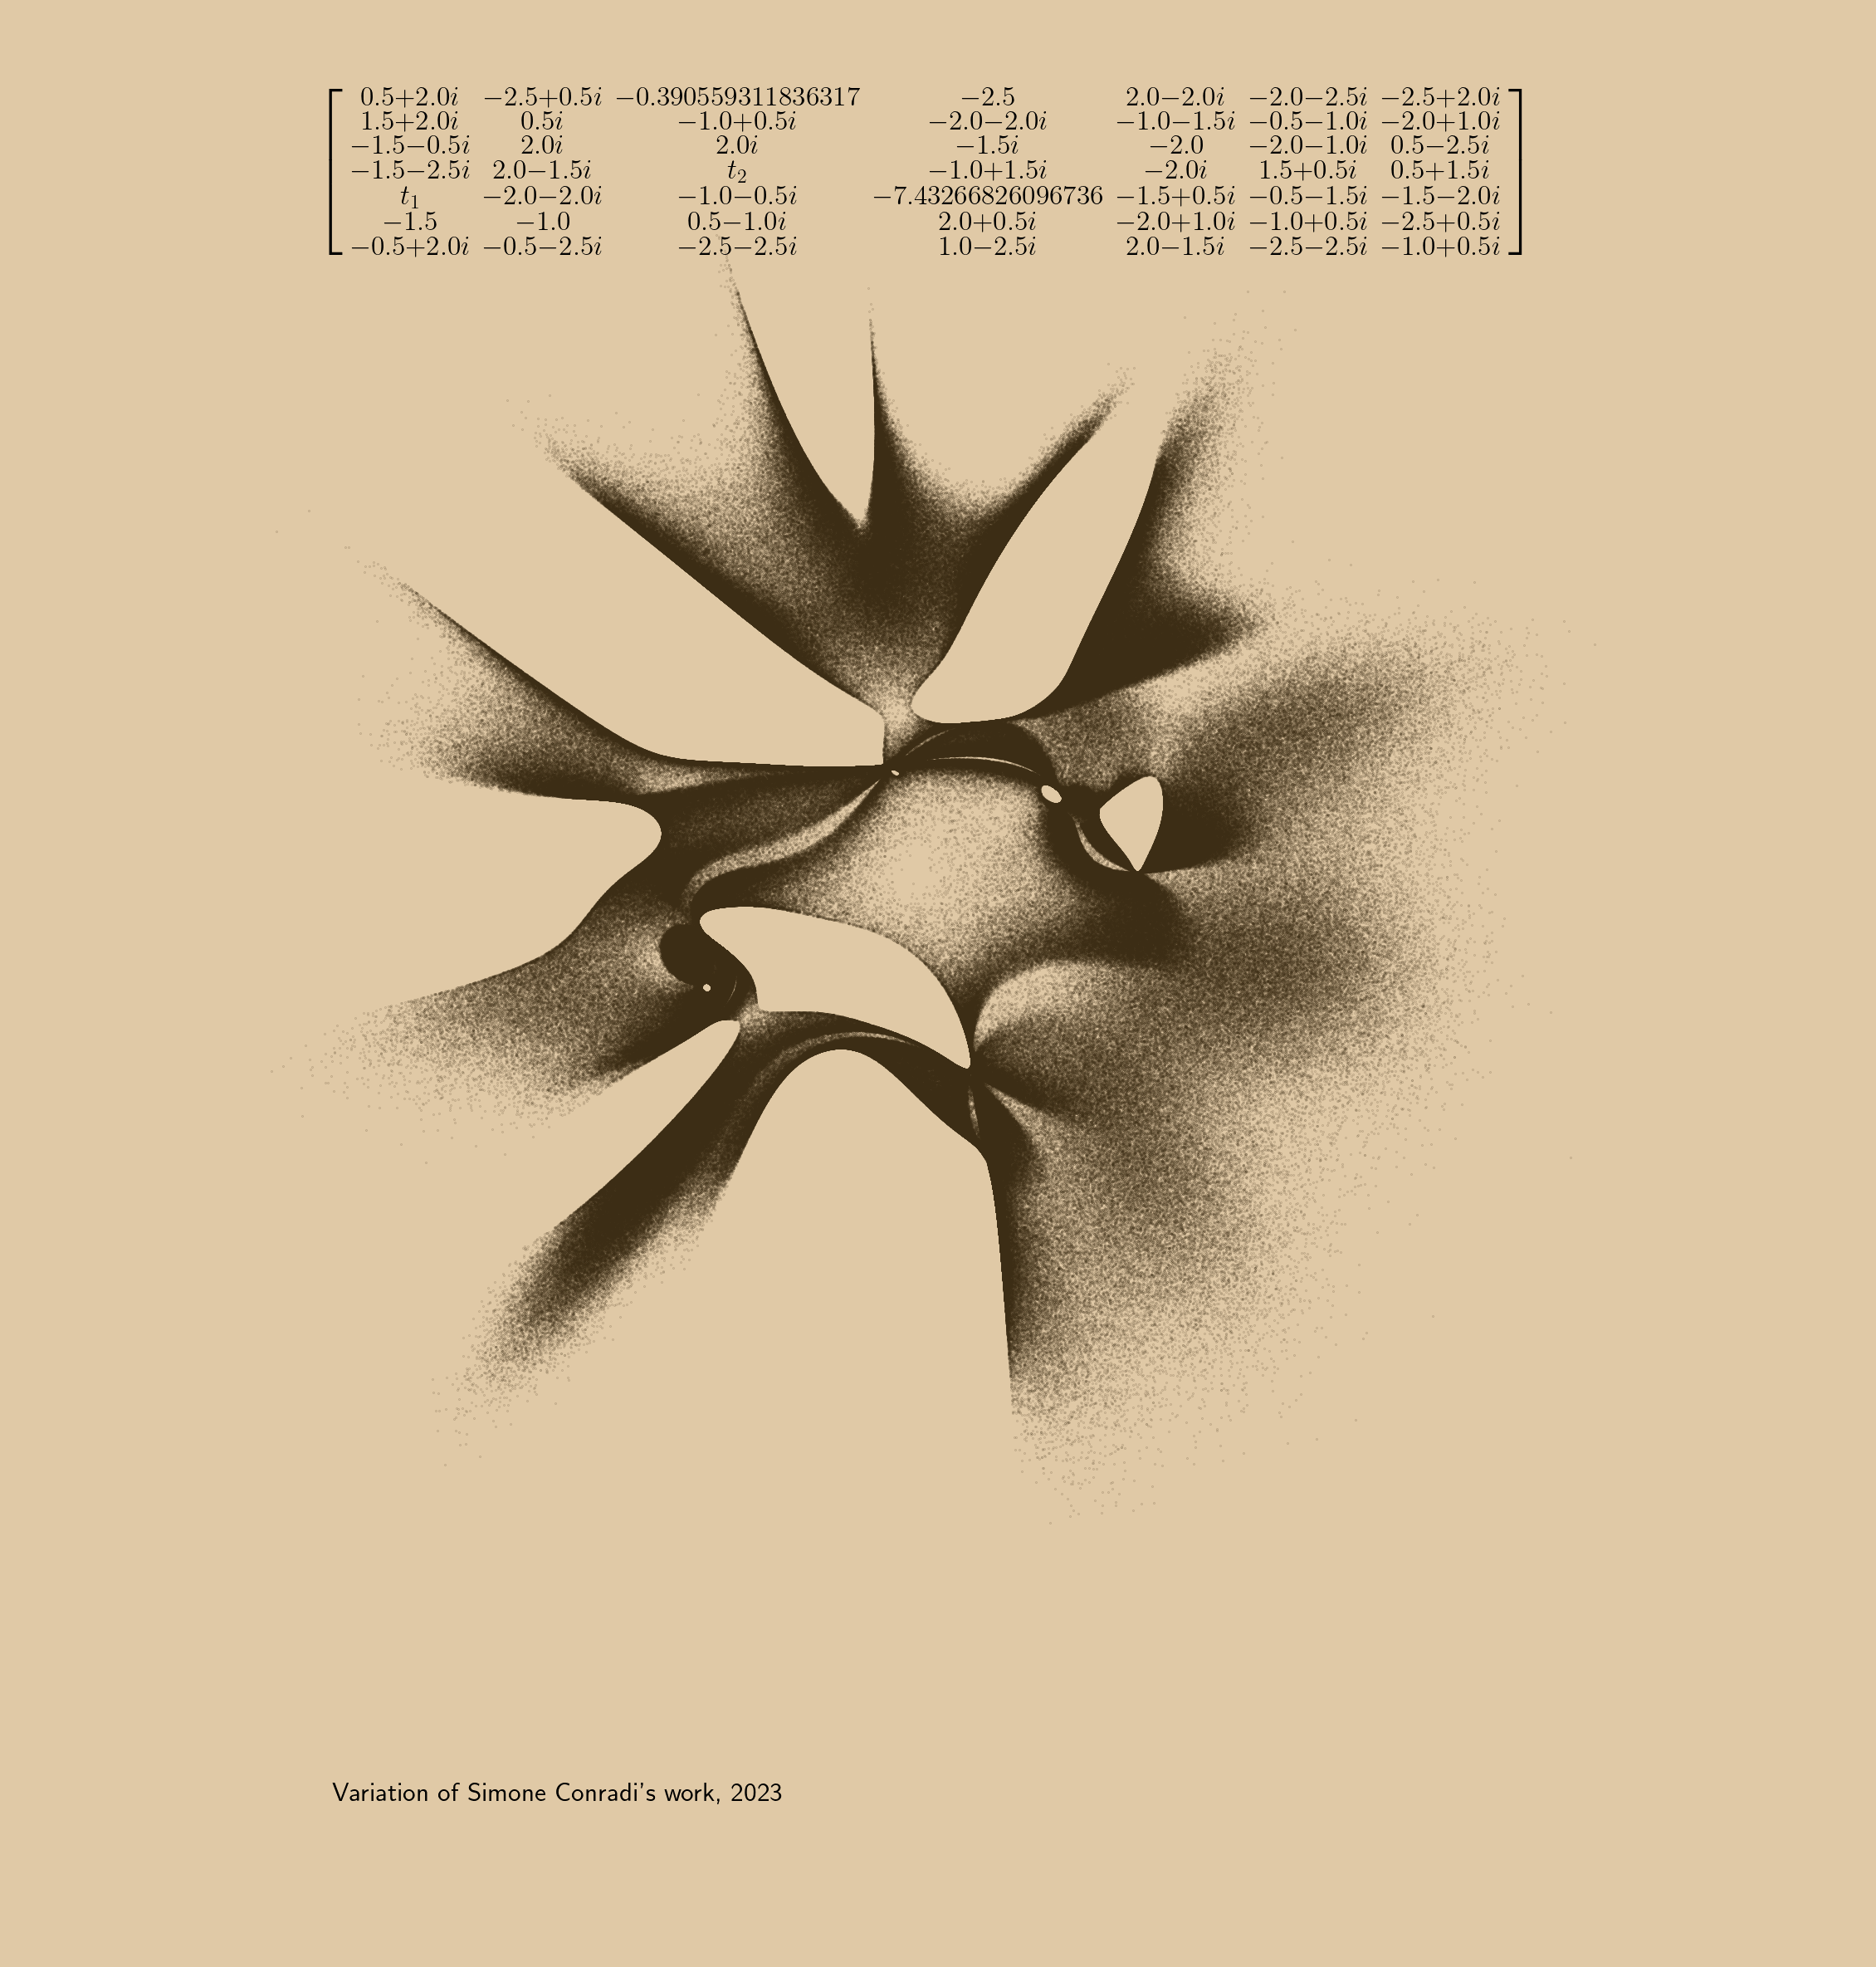 0.5+2.0i −2.5+0.5i −0.390559311836317 −2.5 2.0−2.0i −2.0−2.5i −2.5+2.0i
1.5+2.0i 0.5i −1.0+0.5i −2.0−2.0i −1.0−1.5i −0.5−1.0i −2.0+1.0i
−1.5−0.5i 2.0i 2.0i −1.5i −2.0 −2.0−1.0i 0.5−2.5i
−1.5−2.5i 2.0−1.5i t₂ −1.0+1.5i −2.0i 1.5+0.5i 0.5+1.5i
t₁ −2.0−2.0i −1.0−0.5i −7.43266826096736 −1.5+0.5i −0.5−1.5i −1.5−2.0i
−1.5 −1.0 0.5−1.0i 2.0+0.5i −2.0+1.0i −1.0+0.5i −2.5+0.5i
−0.5+2.0i −0.5−2.5i −2.5−2.5i 1.0−2.5i 2.0−1.5i −2.5−2.5i −1.0+0.5i
Variation of Simone Conradi's work, 2023